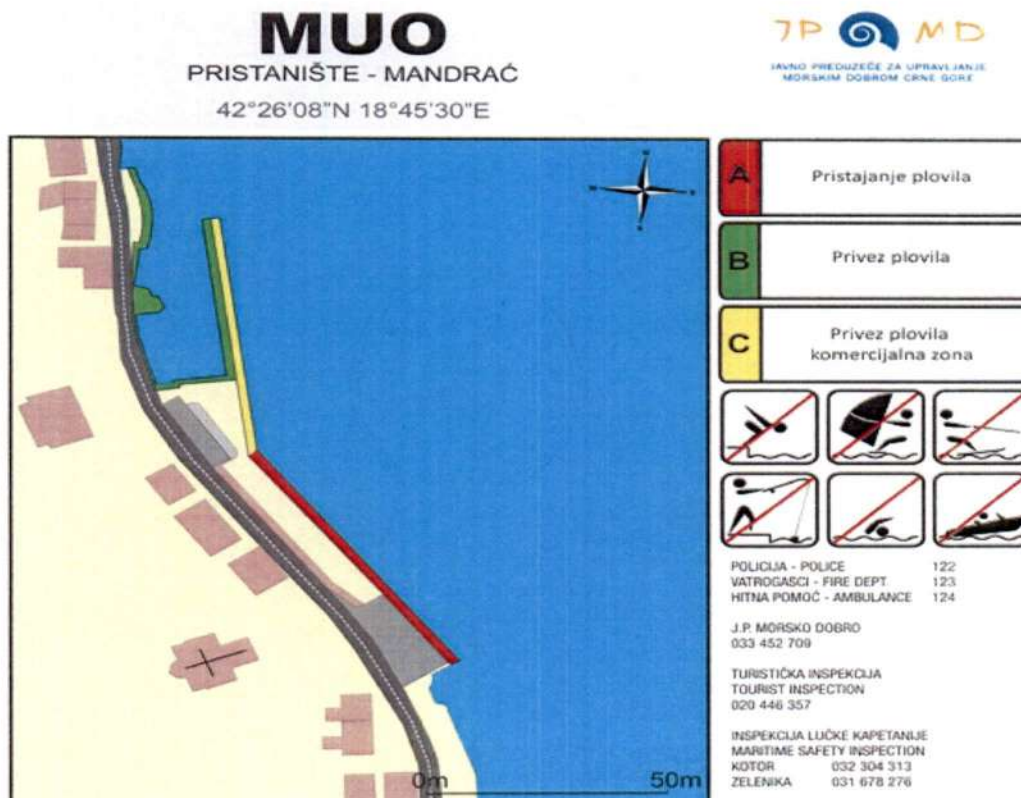 MUO
PRISTANIŠTE - MANDRAĆ
42°26'08"N 18°45'30"E
JP MD
JAVNO PREDUZEĆE ZA UPRAVLJANJE
MORSKIM DOBROM CRNE GORE
0m 50m
A Pristajanje plovila
B Privez plovila
C Privez plovila
komercijalna zona
POLICIJA - POLICE 122
VATROGASCI - FIRE DEPT. 123
HITNA POMOĆ - AMBULANCE 124
J.P. MORSKO DOBRO
033 452 709
TURISTIČKA INSPEKCIJA
TOURIST INSPECTION
020 446 357
INSPEKCIJA LUČKE KAPETANIJE
MARITIME SAFETY INSPECTION
KOTOR 032 304 313
ZELENIKA 031 678 276